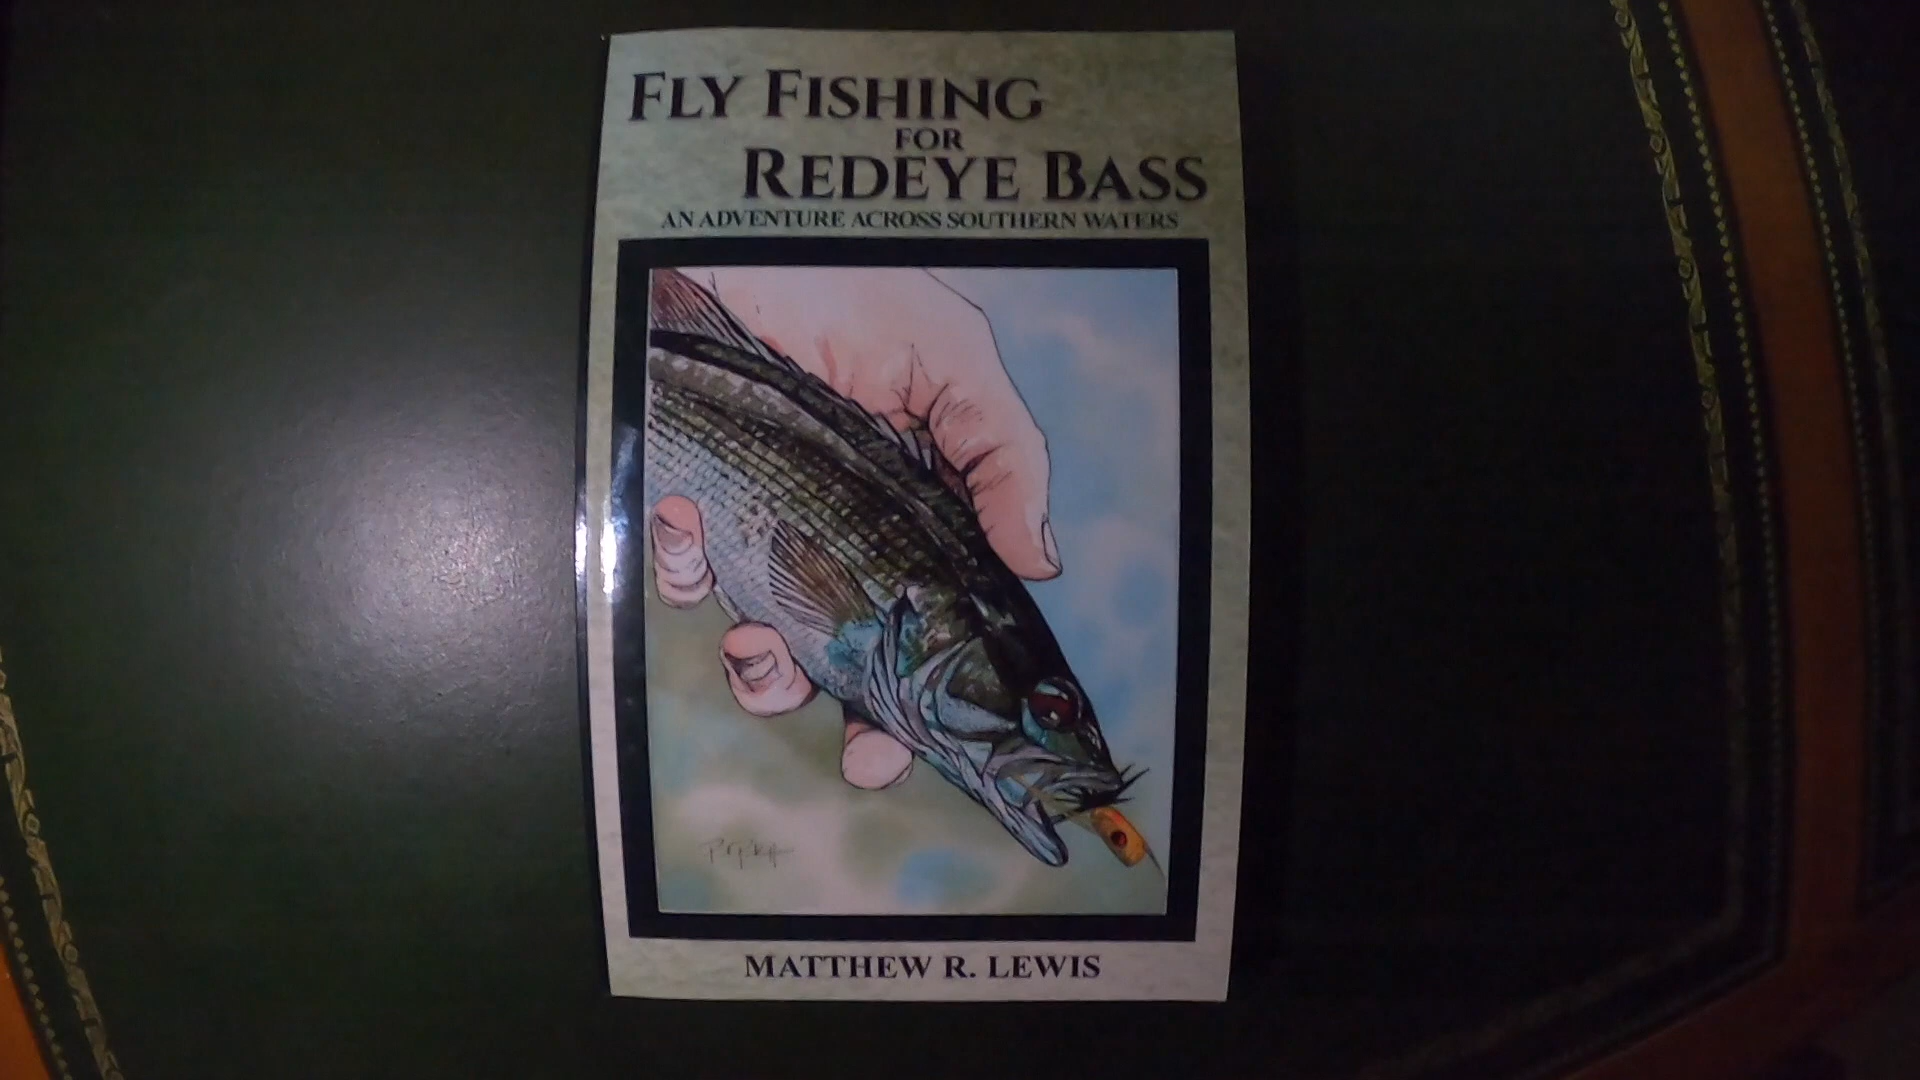 FLY FISHING
FOR
REDEYE BASS
AN ADVENTURE ACROSS SOUTHERN WATERS
MATTHEW R. LEWIS